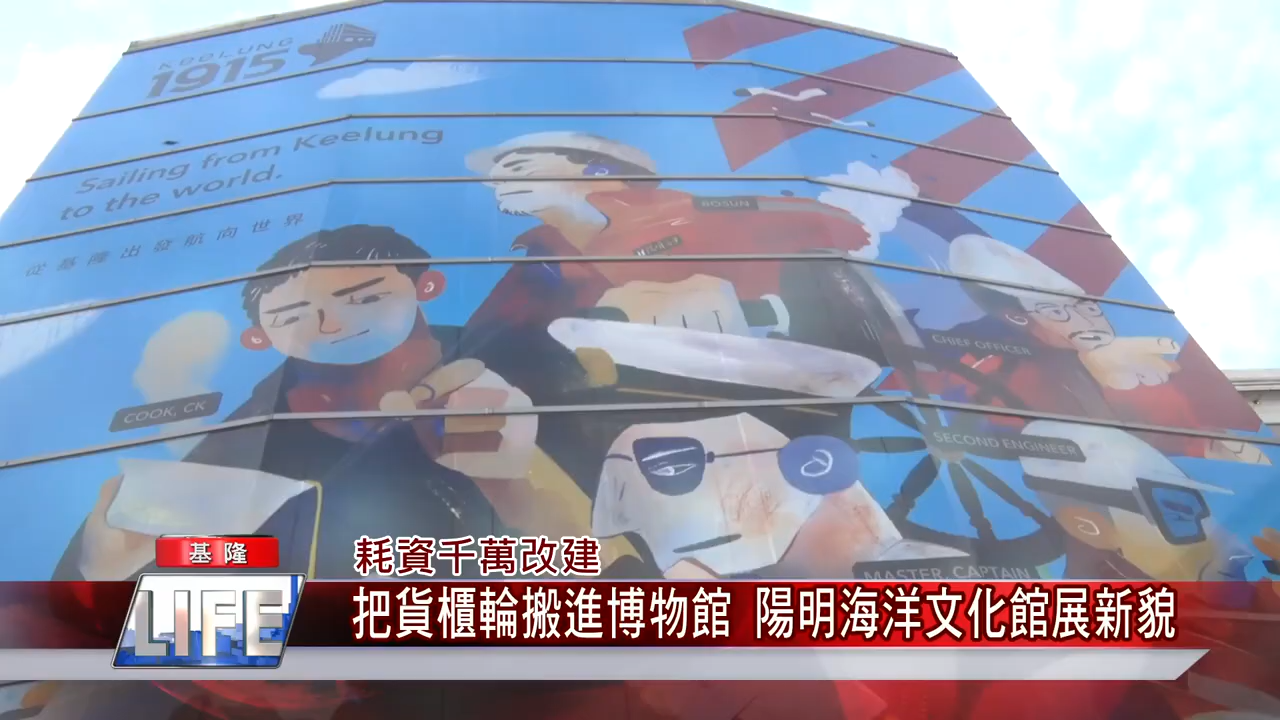 KEELUNG
1915
Sailing from Keelung
to the world.
從基隆出發航向世界
BOSUN
CHIEF OFFICER
COOK, CK
SECOND ENGINEER
MASTER, CAPTAIN
基隆
LIFE
耗資千萬改建
把貨櫃輪搬進博物館 陽明海洋文化館展新貌